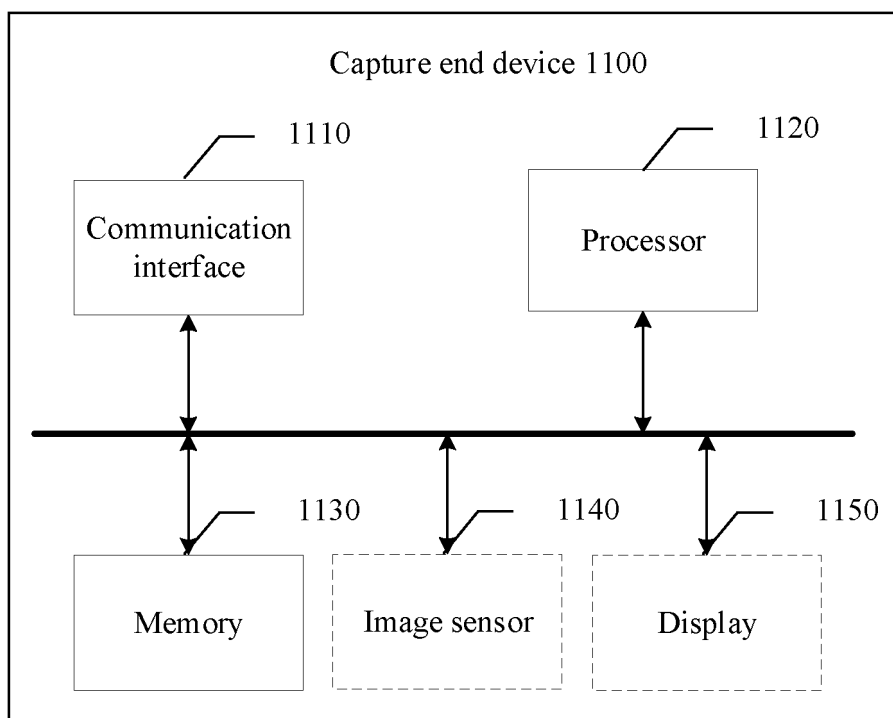 Capture end device 1100
1110
1120
Communication
interface
Processor
1130
1140
1150
Memory
Image sensor
Display